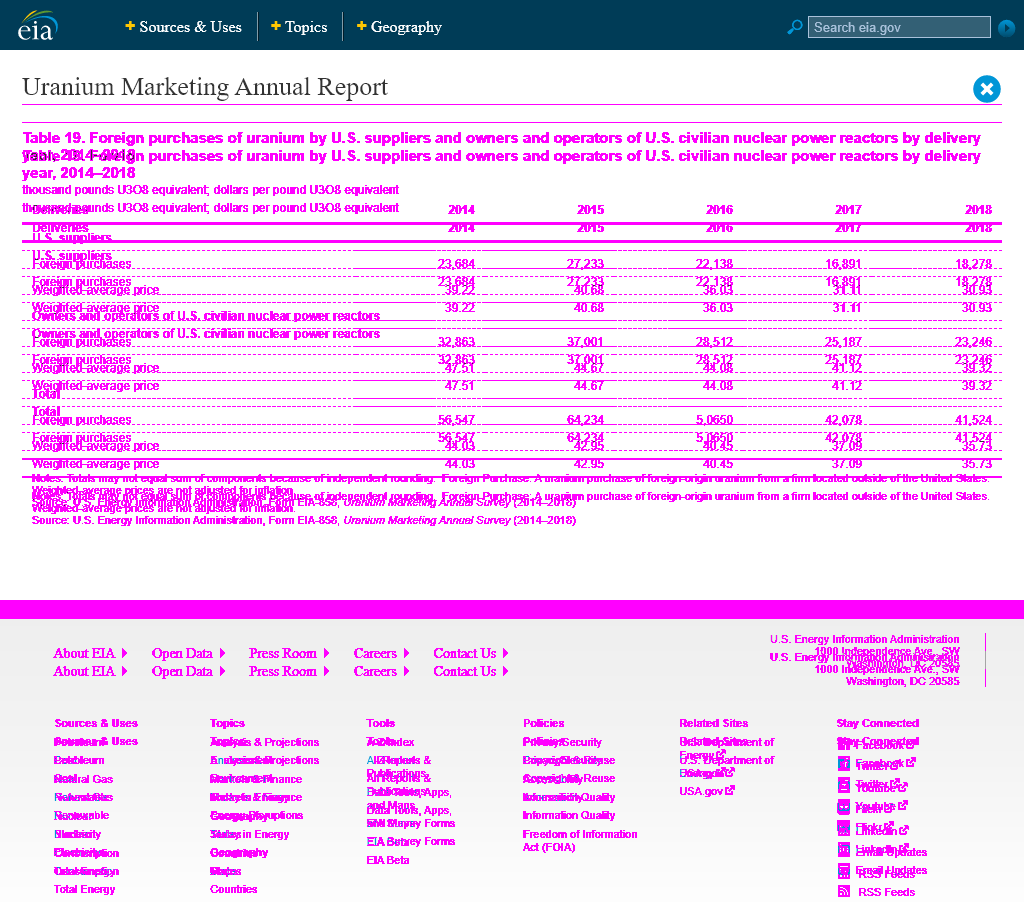 eia
Sources & Uses
Topics
Geography
Search eia.gov
Uranium Marketing Annual Report
Table 19. Foreign purchases of uranium by U.S. suppliers and owners and operators of U.S. civilian nuclear power reactors by delivery
year, 2014–2018
thousand pounds U3O8 equivalent; dollars per pound U3O8 equivalent
Deliveries 2014 2015 2016 2017 2018
U.S. suppliers
Foreign purchases 23,684 27,233 22,138 16,891 18,278
Weighted-average price 39.22 40.68 36.03 31.11 30.93
Owners and operators of U.S. civilian nuclear power reactors
Foreign purchases 32,863 37,001 28,512 25,187 23,246
Weighted-average price 47.51 44.67 44.08 41.12 39.32
Total
Foreign purchases 56,547 64,234 5,0650 42,078 41,524
Weighted-average price 44.03 42.95 40.45 37.09 35.73
Notes: Totals may not equal sum of components because of independent rounding. Foreign Purchase: A uranium purchase of foreign-origin uranium from a firm located outside of the United States.
Weighted-average prices are not adjusted for inflation.
Source: U.S. Energy Information Administration, Form EIA-858, Uranium Marketing Annual Survey (2014–2018)
About EIA
Open Data
Press Room
Careers
Contact Us
U.S. Energy Information Administration
1000 Independence Ave., SW
Washington, DC 20585
Sources & Uses
Petroleum
Coal
Natural Gas
Renewable
Nuclear
Electricity
Consumption
Total Energy
Topics
Analysis & Projections
Environment
Markets & Finance
Today in Energy
Geography
States
Countries
Maps
Tools
A-Z Index
All Reports &
Publications
Data Tools, Apps,
and Maps
EIA Survey Forms
EIA Beta
Policies
Privacy/Security
Copyright & Reuse
Accessibility
Information Quality
Freedom of Information
Act (FOIA)
Related Sites
U.S. Department of
Energy
USA.gov
Stay Connected
Facebook
Twitter
Youtube
Flickr
LinkedIn
Email Updates
RSS Feeds